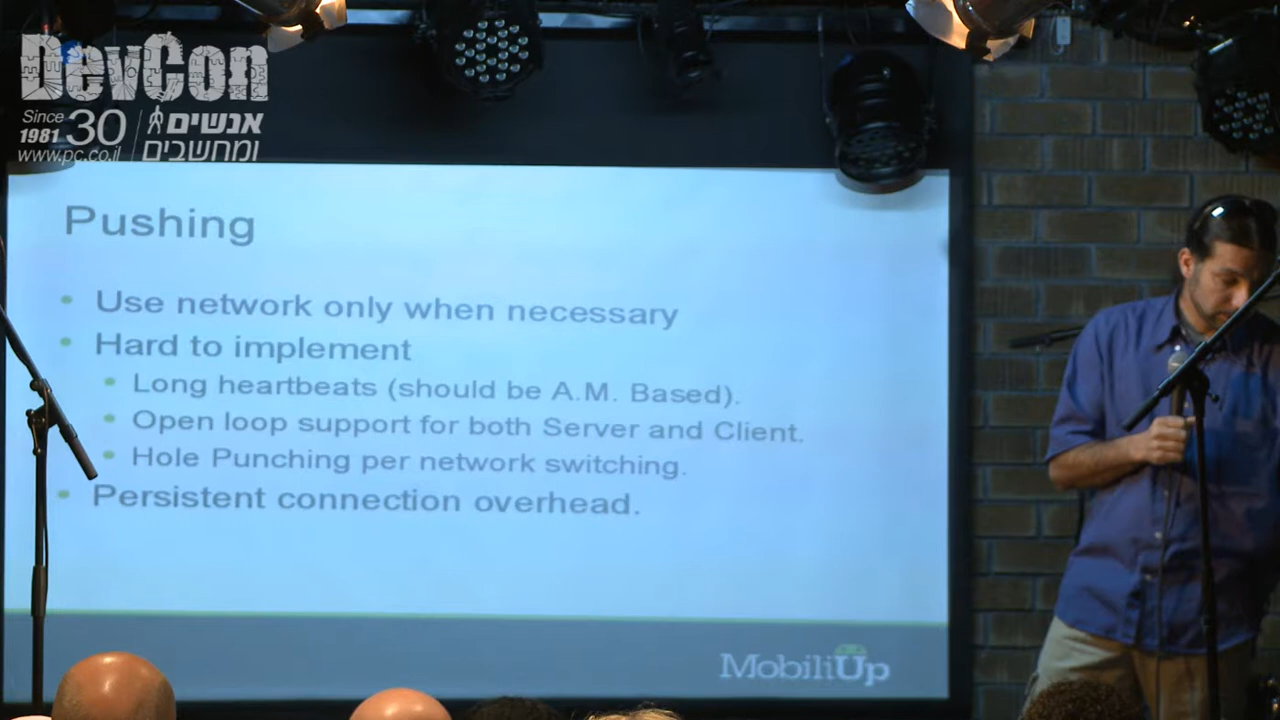 DevCon
Since 1981 30
אנשים
ומחשבים
www.pc.co.il
Pushing
Use network only when necessary
Hard to implement
Long heartbeats (should be A.M. Based).
Open loop support for both Server and Client.
Hole Punching per network switching.
Persistent connection overhead.
MobiliUp